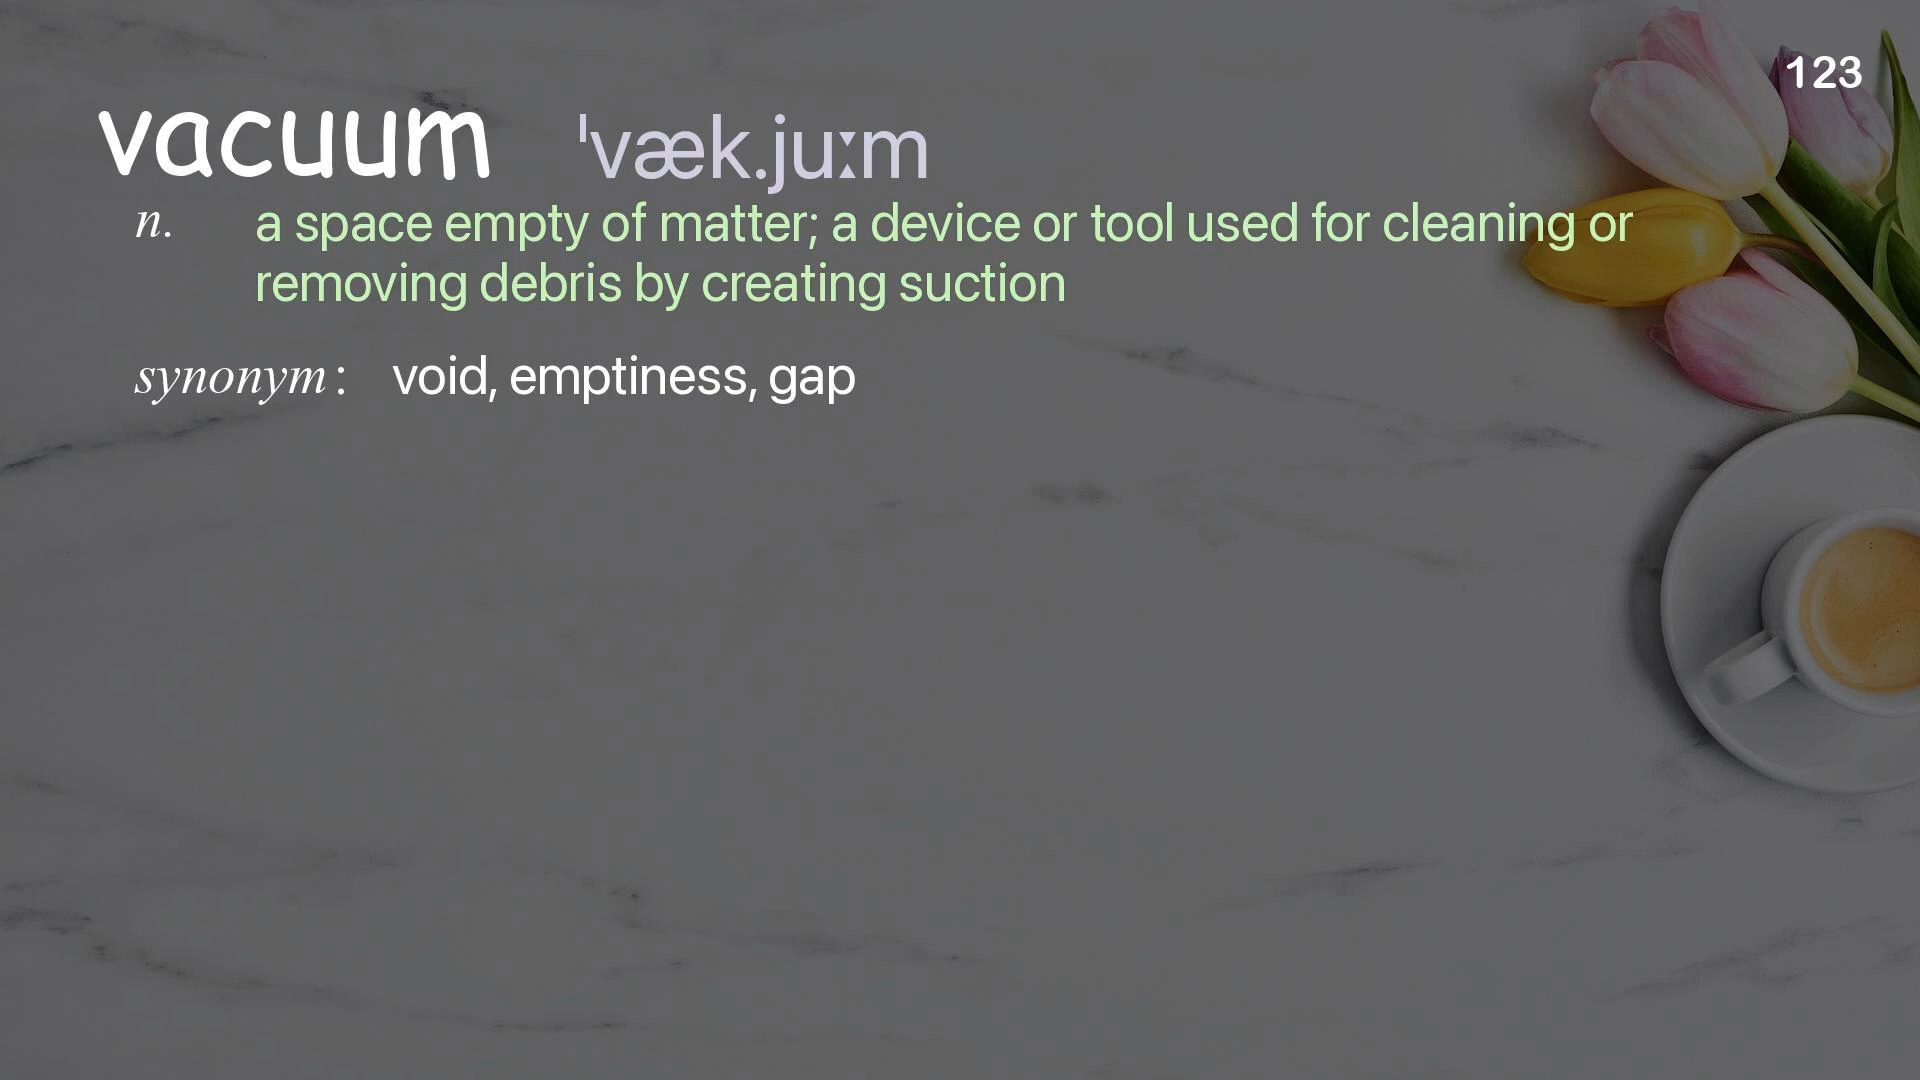 123
vacuum ˈvæk.juːm
n. a space empty of matter; a device or tool used for cleaning or
removing debris by creating suction
synonym: void, emptiness, gap